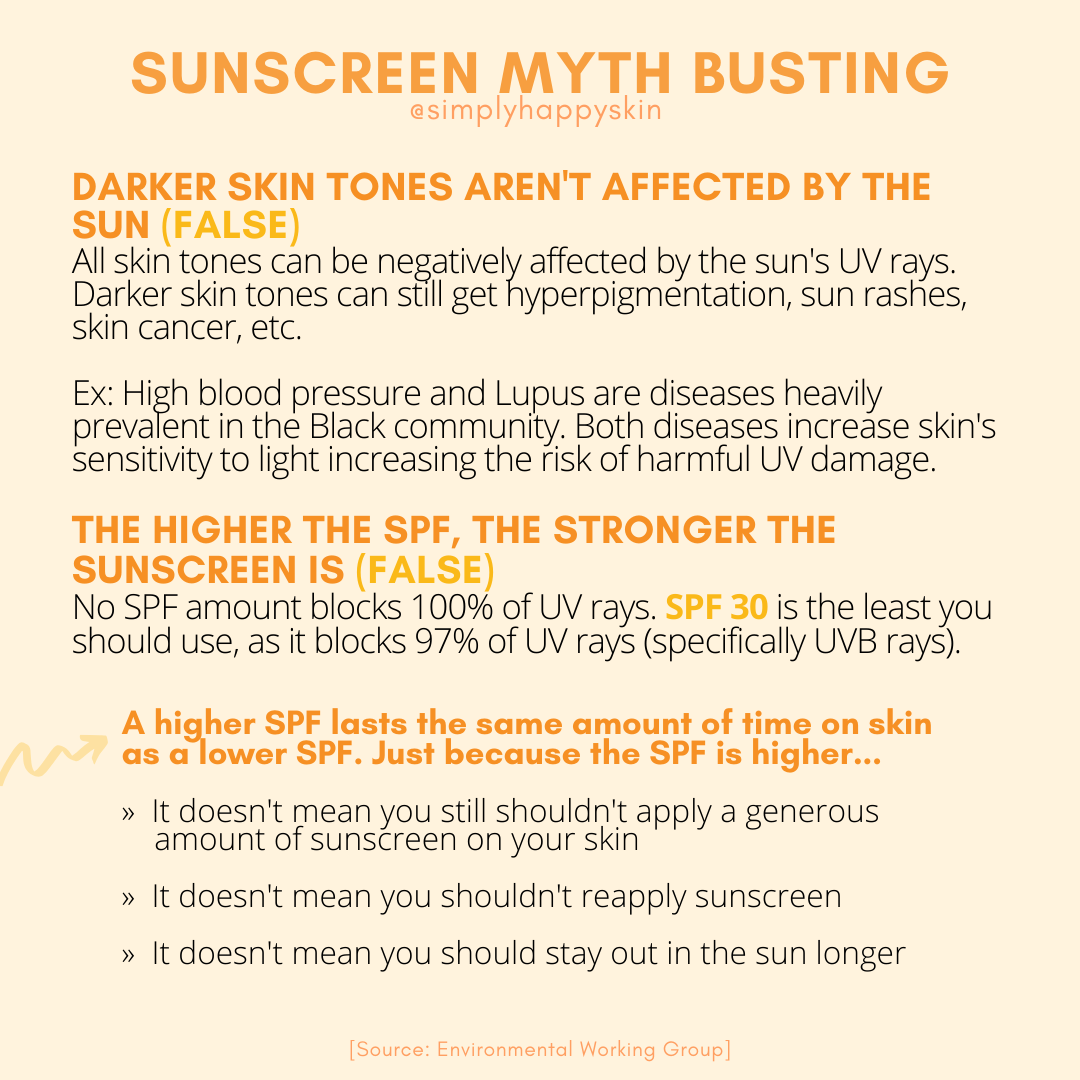 SUNSCREEN MYTH BUSTING
@simplyhappyskin
DARKER SKIN TONES AREN'T AFFECTED BY THE
SUN (FALSE)
All skin tones can be negatively affected by the sun's UV rays.
Darker skin tones can still get hyperpigmentation, sun rashes,
skin cancer, etc.
Ex: High blood pressure and Lupus are diseases heavily
prevalent in the Black community. Both diseases increase skin's
sensitivity to light increasing the risk of harmful UV damage.
THE HIGHER THE SPF, THE STRONGER THE
SUNSCREEN IS (FALSE)
No SPF amount blocks 100% of UV rays. SPF 30 is the least you
should use, as it blocks 97% of UV rays (specifically UVB rays).
A higher SPF lasts the same amount of time on skin
as a lower SPF. Just because the SPF is higher...
» It doesn't mean you still shouldn't apply a generous
amount of sunscreen on your skin
» It doesn't mean you shouldn't reapply sunscreen
» It doesn't mean you should stay out in the sun longer
[Source: Environmental Working Group]